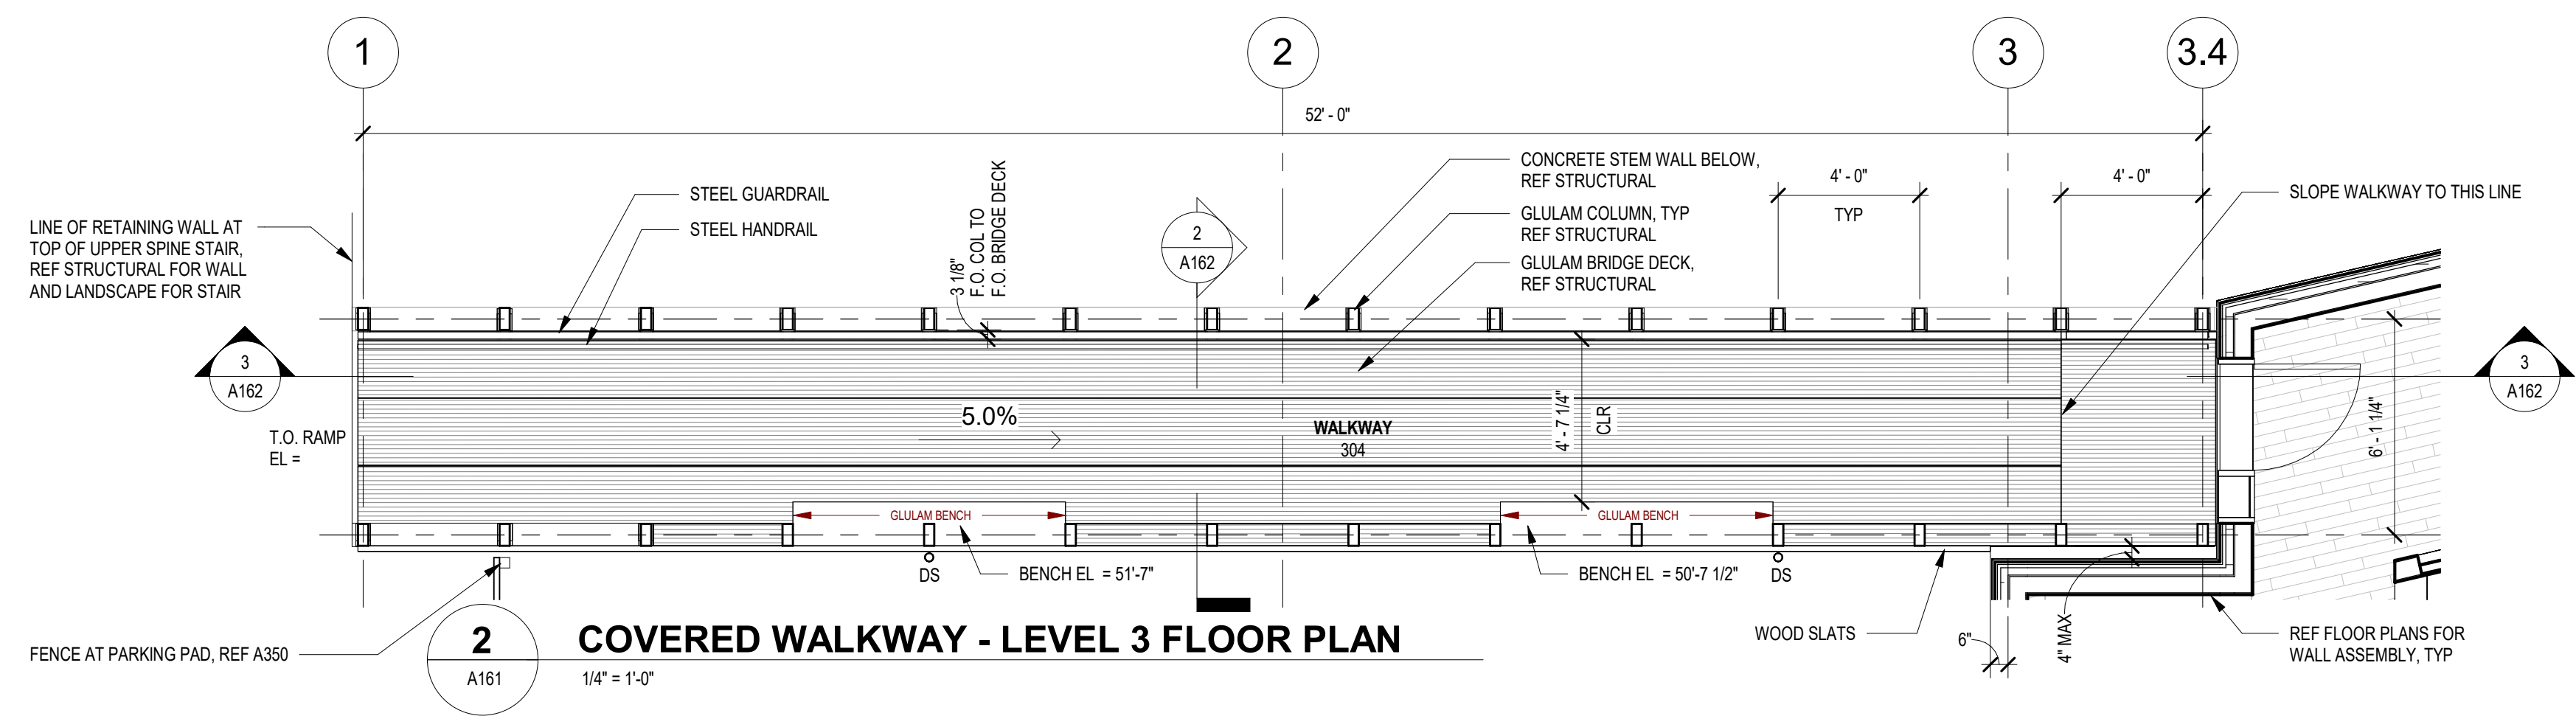 1
2
3
3.4
52' - 0"
STEEL GUARDRAIL
STEEL HANDRAIL
LINE OF RETAINING WALL AT
TOP OF UPPER SPINE STAIR,
REF STRUCTURAL FOR WALL
AND LANDSCAPE FOR STAIR
3 1/8"
F.O. COL TO
F.O. BRIDGE DECK
2
A162
CONCRETE STEM WALL BELOW,
REF STRUCTURAL
GLULAM COLUMN, TYP
REF STRUCTURAL
GLULAM BRIDGE DECK,
REF STRUCTURAL
4' - 0"
TYP
4' - 0"
SLOPE WALKWAY TO THIS LINE
3
A162
3
A162
T.O. RAMP
EL =
5.0%
WALKWAY
304
4' - 7 1/4"
CLR
6' - 1 1/4"
GLULAM BENCH
GLULAM BENCH
DS
BENCH EL = 51'-7"
BENCH EL = 50'-7 1/2"
DS
WOOD SLATS
6"
4" MAX
REF FLOOR PLANS FOR
WALL ASSEMBLY, TYP
FENCE AT PARKING PAD, REF A350
2
A161
COVERED WALKWAY - LEVEL 3 FLOOR PLAN
1/4" = 1'-0"